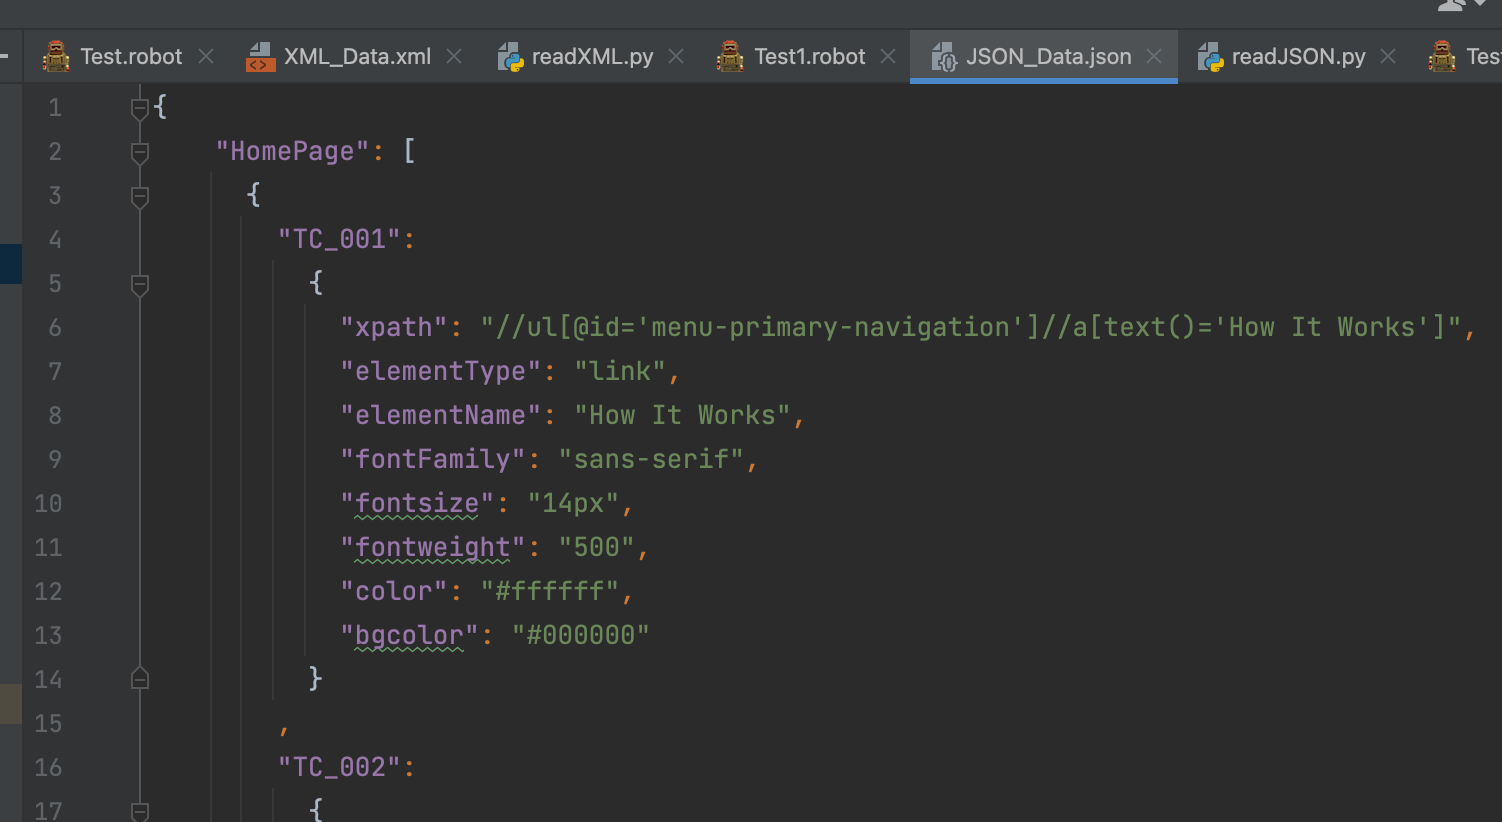 Test.robot XML_Data.xml readXML.py Test1.robot JSON_Data.json readJSON.py Tes
1 {
2 "HomePage": [
3 {
4 "TC_001":
5 {
6 "xpath": "//ul[@id='menu-primary-navigation']//a[text()='How It Works']",
7 "elementType": "link",
8 "elementName": "How It Works",
9 "fontFamily": "sans-serif",
10 "fontsize": "14px",
11 "fontweight": "500",
12 "color": "#ffffff",
13 "bgcolor": "#000000"
14 }
15 ,
16 "TC_002":
17 {